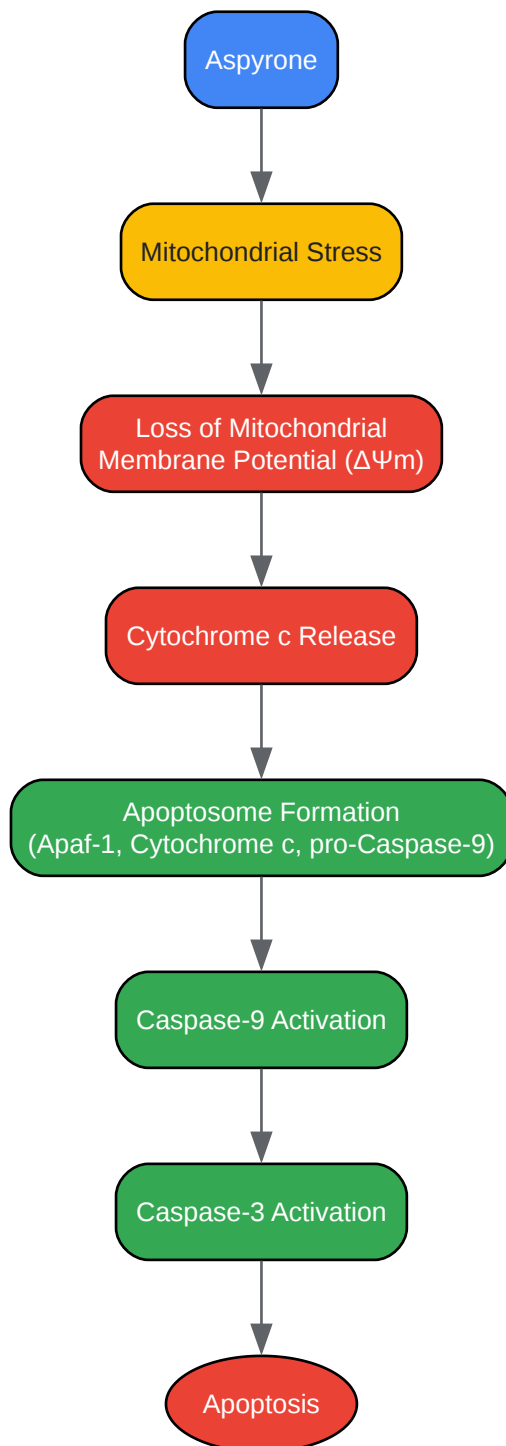 Aspyrone
Mitochondrial Stress
Loss of Mitochondrial
Membrane Potential (ΔΨm)
Cytochrome c Release
Apoptosome Formation
(Apaf-1, Cytochrome c, pro-Caspase-9)
Caspase-9 Activation
Caspase-3 Activation
Apoptosis